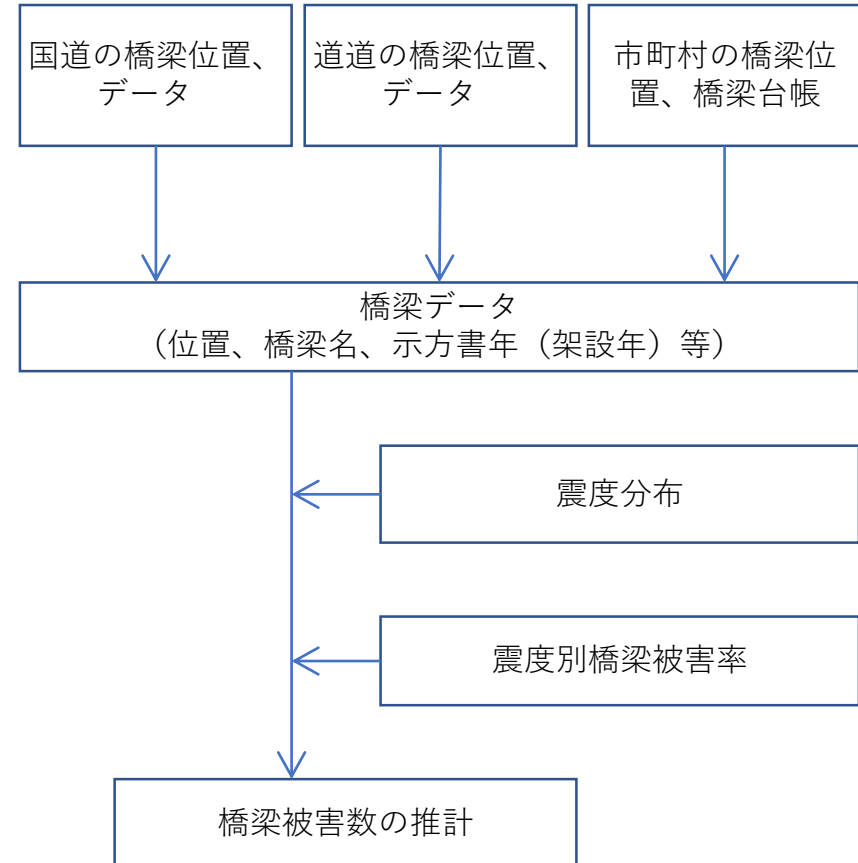 国道の橋梁位置、
データ
道道の橋梁位置、
データ
市町村の橋梁位
置、橋梁台帳
橋梁データ
（位置、橋梁名、示方書年（架設年）等）
震度分布
震度別橋梁被害率
橋梁被害数の推計